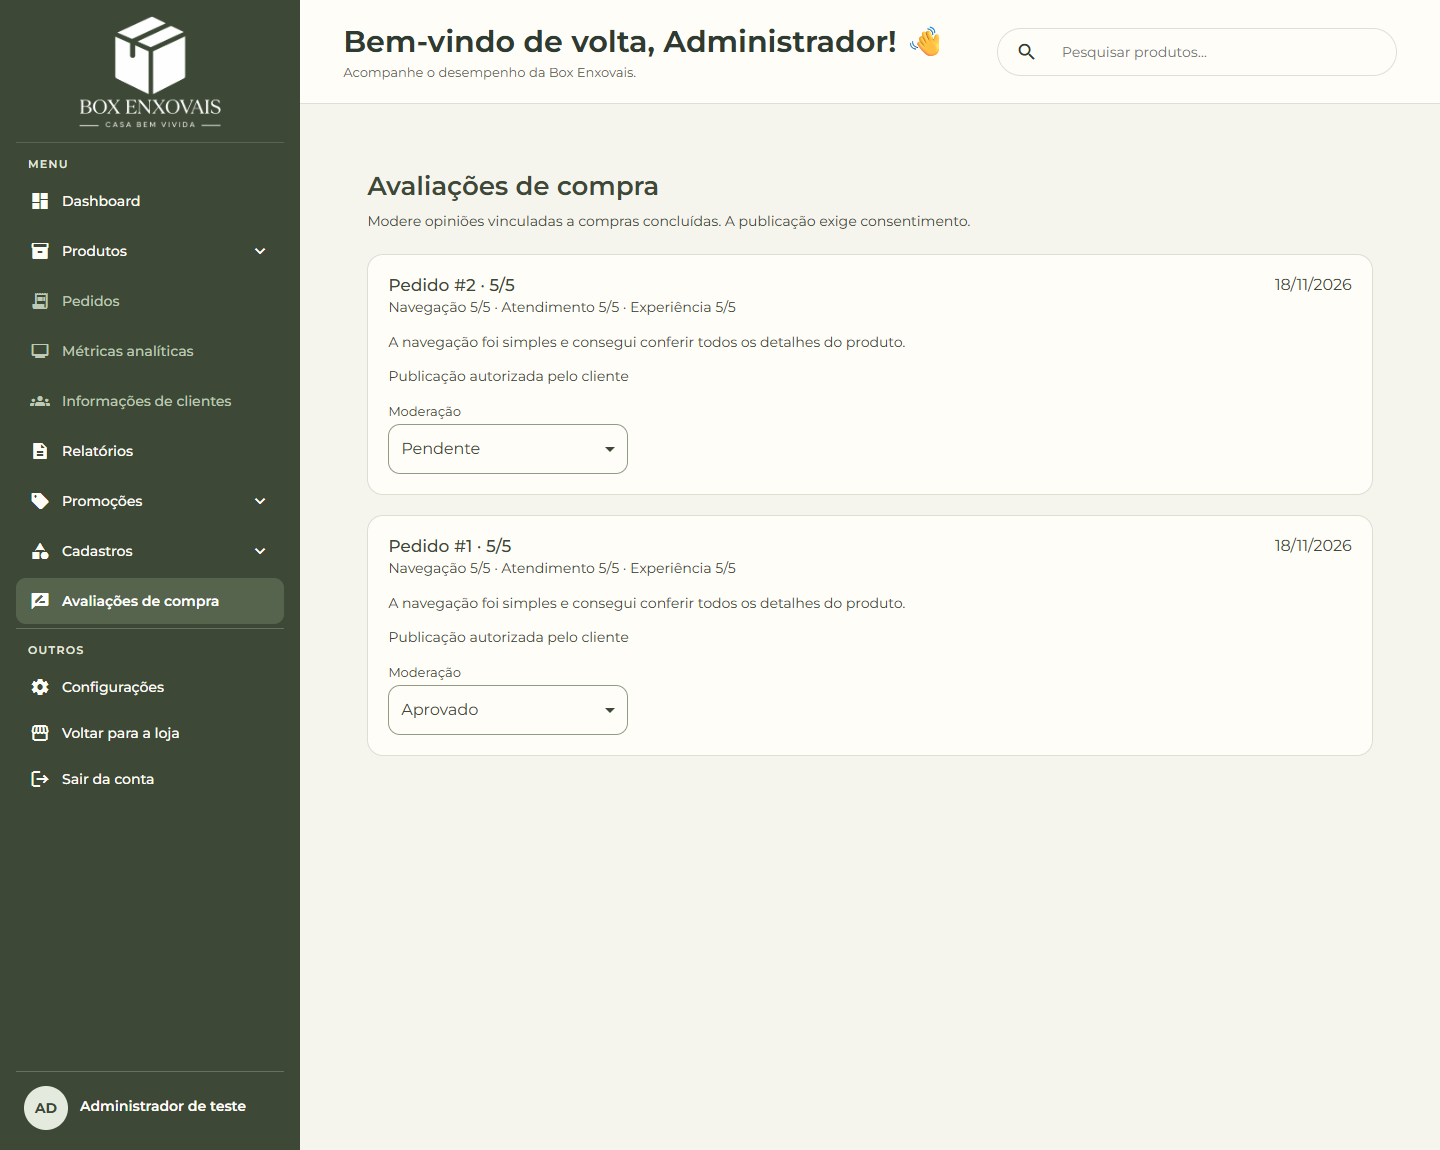 BOX ENXOVAIS
CASA BEM VIVIDA
MENU
Dashboard
Produtos
Pedidos
Métricas analíticas
Informações de clientes
Relatórios
Promoções
Cadastros
Avaliações de compra
OUTROS
Configurações
Voltar para a loja
Sair da conta
AD
Administrador de teste
Bem-vindo de volta, Administrador! 👋
Acompanhe o desempenho da Box Enxovais.
Pesquisar produtos...
Avaliações de compra
Modere opiniões vinculadas a compras concluídas. A publicação exige consentimento.
Pedido #2 · 5/5
18/11/2026
Navegação 5/5 · Atendimento 5/5 · Experiência 5/5
A navegação foi simples e consegui conferir todos os detalhes do produto.
Publicação autorizada pelo cliente
Moderação
Pendente
Pedido #1 · 5/5
18/11/2026
Navegação 5/5 · Atendimento 5/5 · Experiência 5/5
A navegação foi simples e consegui conferir todos os detalhes do produto.
Publicação autorizada pelo cliente
Moderação
Aprovado